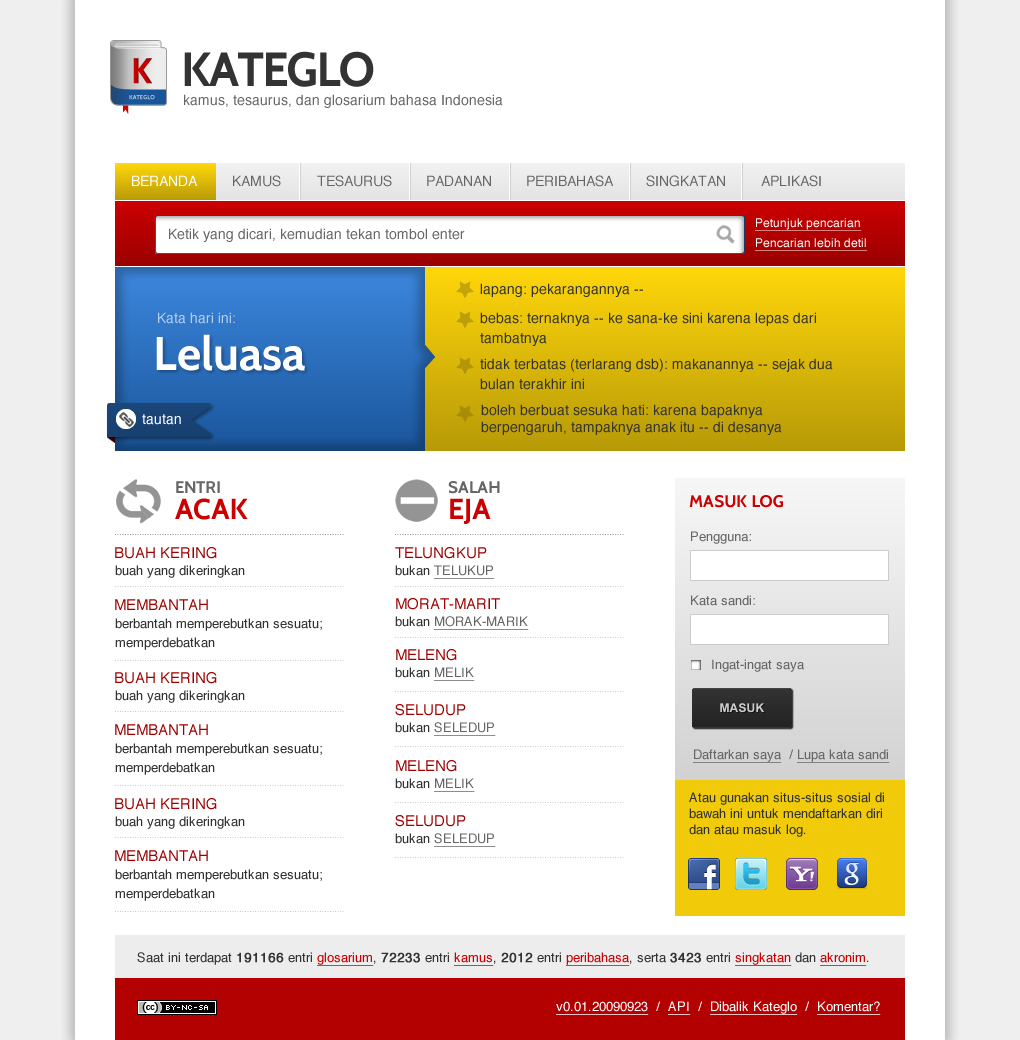 K
KATEGLO
KATEGLO
kamus, tesaurus, dan glosarium bahasa Indonesia
BERANDA KAMUS TESAURUS PADANAN PERIBAHASA SINGKATAN APLIKASI
Ketik yang dicari, kemudian tekan tombol enter
Petunjuk pencarian
Pencarian lebih detil
Kata hari ini:
Leluasa
tautan
lapang: pekarangannya --
bebas: ternaknya -- ke sana-ke sini karena lepas dari
tambatnya
tidak terbatas (terlarang dsb): makanannya -- sejak dua
bulan terakhir ini
boleh berbuat sesuka hati: karena bapaknya
berpengaruh, tampaknya anak itu -- di desanya
ENTRI
ACAK
BUAH KERING
buah yang dikeringkan
MEMBANTAH
berbantah memperebutkan sesuatu;
memperdebatkan
BUAH KERING
buah yang dikeringkan
MEMBANTAH
berbantah memperebutkan sesuatu;
memperdebatkan
BUAH KERING
buah yang dikeringkan
MEMBANTAH
berbantah memperebutkan sesuatu;
memperdebatkan
SALAH
EJA
TELUNGKUP
bukan TELUKUP
MORAT-MARIT
bukan MORAK-MARIK
MELENG
bukan MELIK
SELUDUP
bukan SELEDUP
MELENG
bukan MELIK
SELUDUP
bukan SELEDUP
MASUK LOG
Pengguna:
Kata sandi:
Ingat-ingat saya
MASUK
Daftarkan saya / Lupa kata sandi
Atau gunakan situs-situs sosial di
bawah ini untuk mendaftarkan diri
dan atau masuk log.
f t Y! g
Saat ini terdapat 191166 entri glosarium, 72233 entri kamus, 2012 entri peribahasa, serta 3423 entri singkatan dan akronim.
cc BY-NC-SA
v0.01.20090923 / API / Dibalik Kateglo / Komentar?